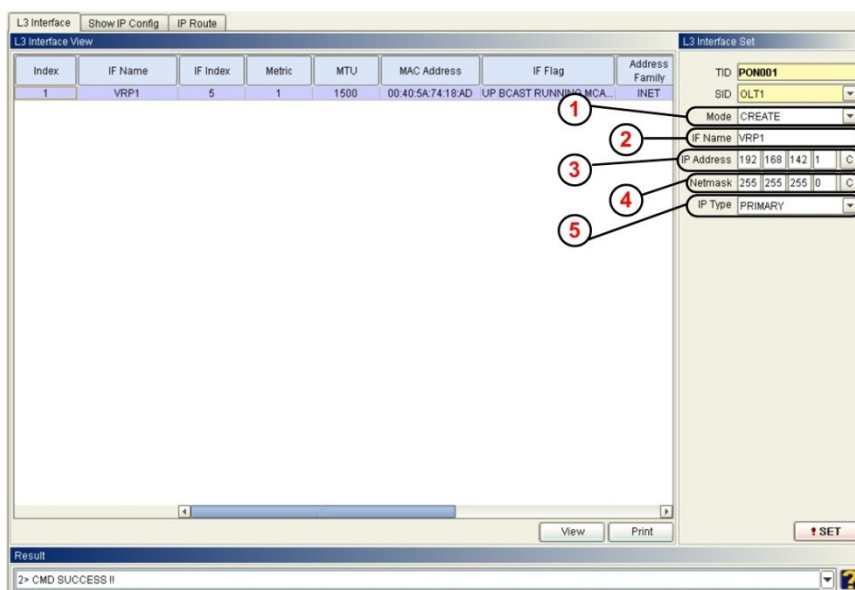 L3 Interface Show IP Config IP Route
L3 Interface View
Index IF Name IF Index Metric MTU MAC Address IF Flag Address Family
1 VRP1 5 1 1500 00:40:5A:74:18:AD UP BCAST RUNNING MCA... INET
View Print
L3 Interface Set
TID PON001
SID OLT1
1 Mode CREATE
2 IF Name VRP1
3 IP Address 192 168 142 1 C
4 Netmask 255 255 255 0 C
5 IP Type PRIMARY
! SET
Result
2> CMD SUCCESS !! ?